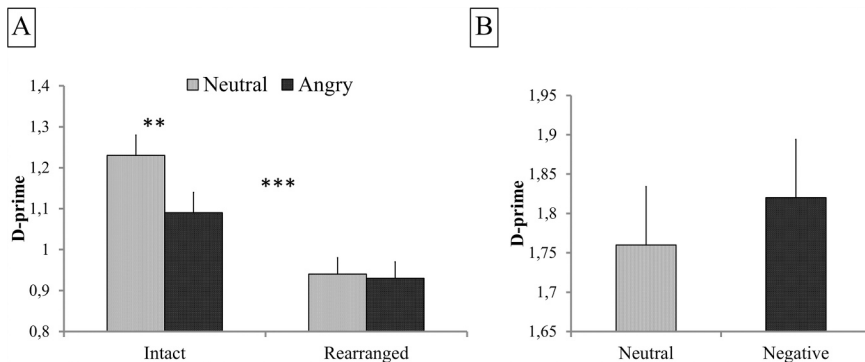 A
B
Neutral Angry
**
***
D-prime
1,4
1,3
1,2
1,1
1
0,9
0,8
Intact Rearranged
D-prime
1,95
1,9
1,85
1,8
1,75
1,7
1,65
Neutral Negative